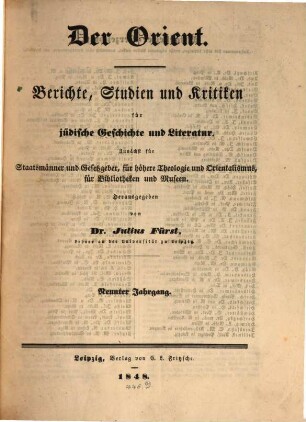 Der Orient.
Berichte, Studien und Kritiken
für
jüdische Geschichte und Literatur.
Zunächst für
Staatsmänner und Gesetzgeber, für höhere Theologie und Orientalismus,
für Bibliotheken und Museen.
Herausgegeben
von
Dr. Julius Fürst,
an der Universität zu Leipzig.
Neunter Jahrgang.
Leipzig, Verlag von C. L. Fritzsche
1848.